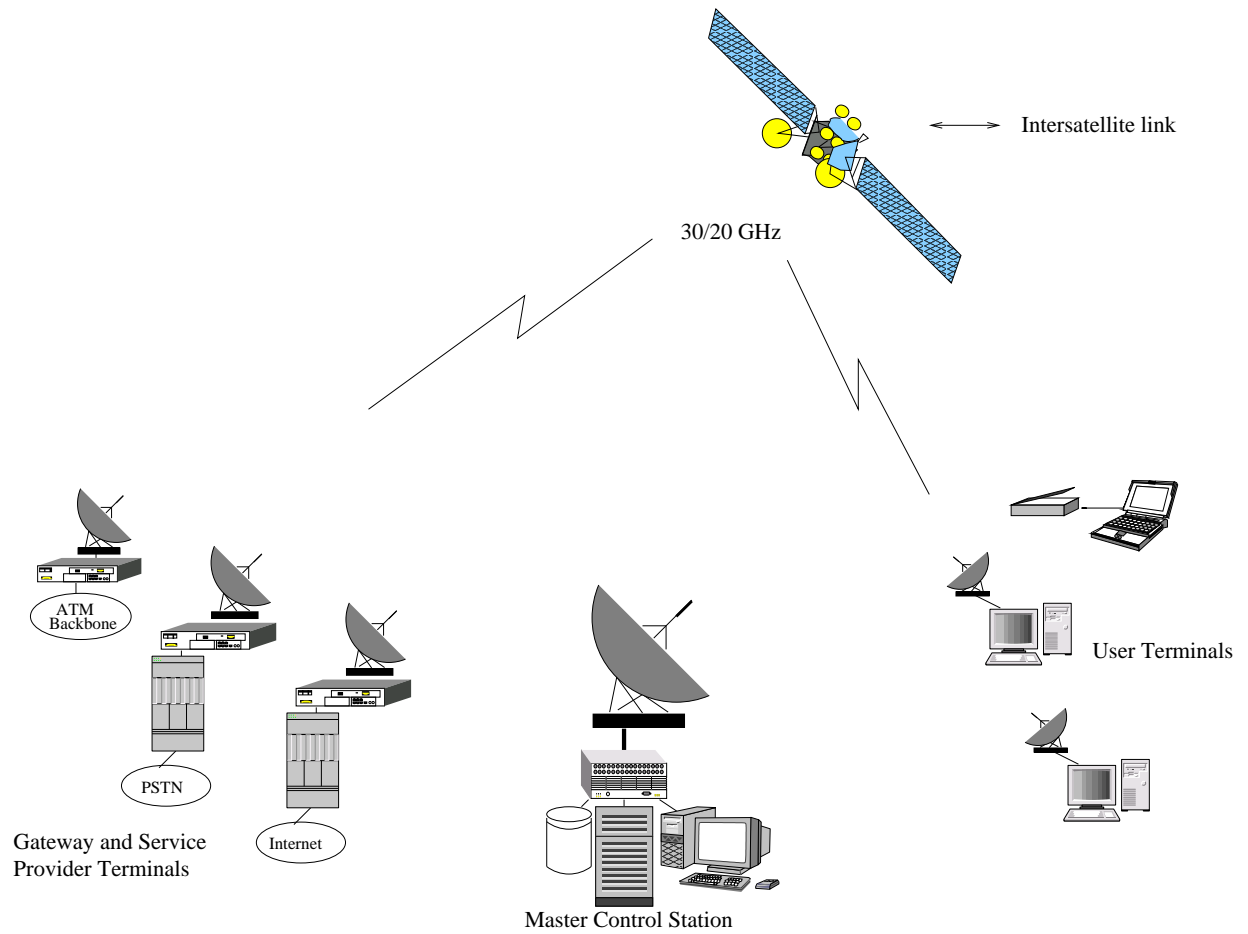 Intersatellite link
30/20 GHz
ATM
Backbone
PSTN
Internet
Gateway and Service
Provider Terminals
Master Control Station
User Terminals